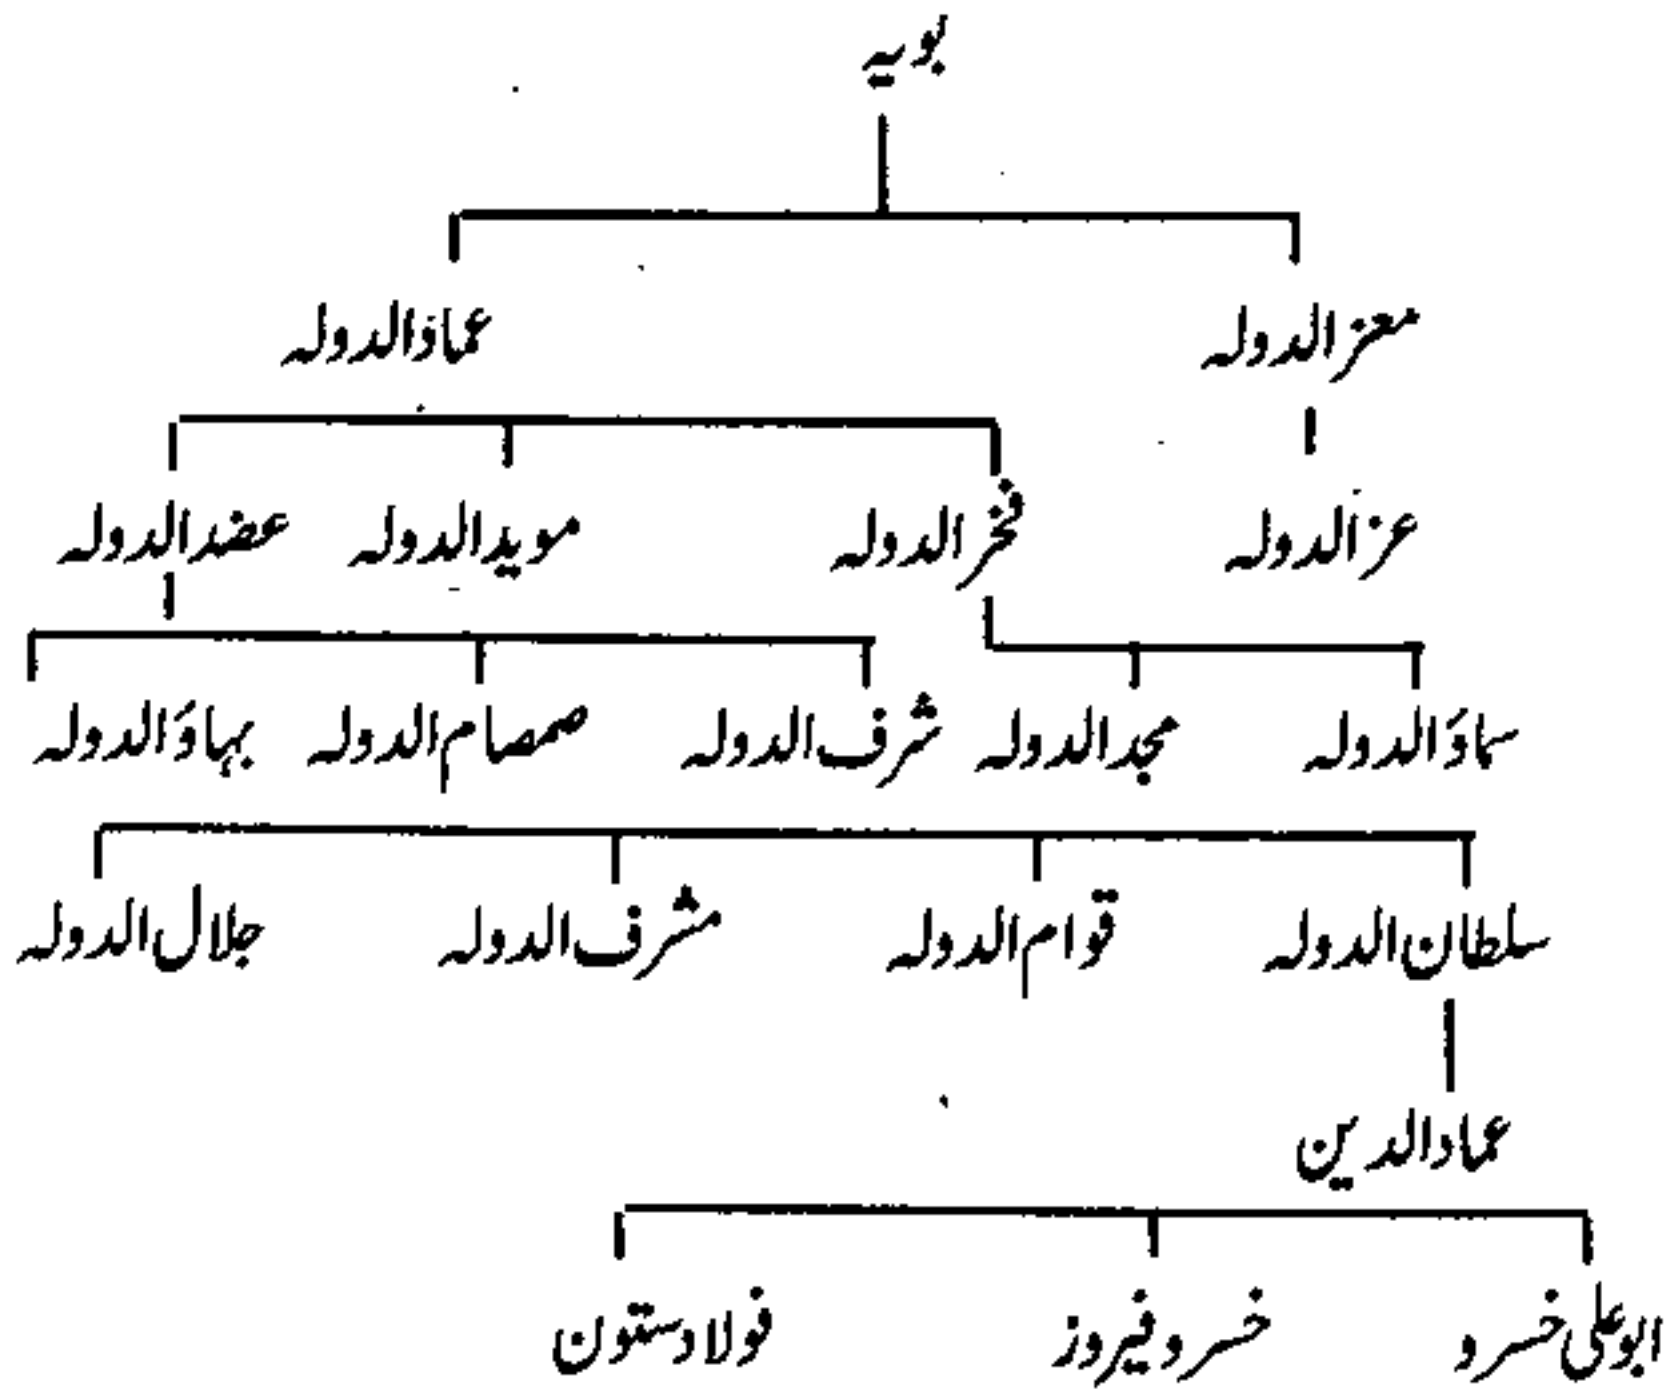 بویہ
معزالدولہ عمادالدولہ
عزالدولہ فخرالدولہ مویدالدولہ عضدالدولہ
سماؤالدولہ مجدالدولہ شرف الدولہ صمصام الدولہ بہاؤالدولہ
سلطان الدولہ قوام الدولہ مشرف الدولہ جلال الدولہ
عمادالدین
ابوعلی خسرو خسرو فیروز فولادستون